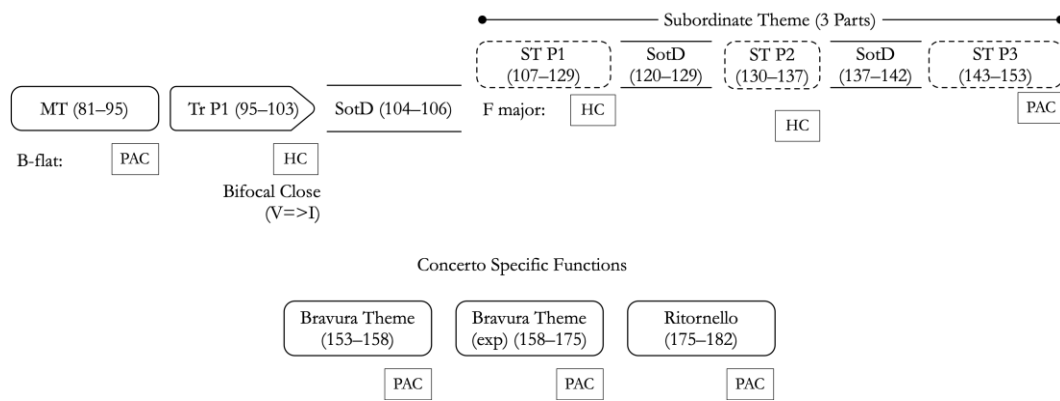 Subordinate Theme (3 Parts)
ST P1
(107–129)
SotD
(120–129)
ST P2
(130–137)
SotD
(137–142)
ST P3
(143–153)
MT (81–95)
Tr P1 (95–103)
SotD (104–106)
F major:
HC
HC
PAC
B-flat:
PAC
HC
Bifocal Close
(V=>I)
Concerto Specific Functions
Bravura Theme
(153–158)
Bravura Theme
(exp) (158–175)
Ritornello
(175–182)
PAC
PAC
PAC